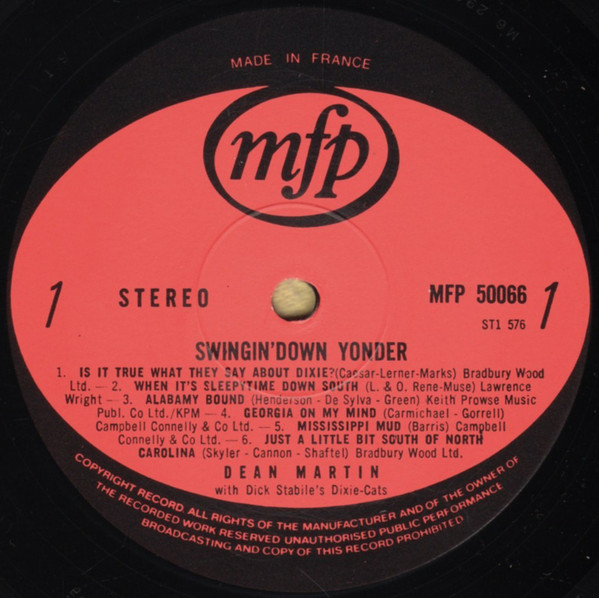 MADE IN FRANCE
mfp
1 STEREO MFP 50066 1
ST1 576
SWINGIN'DOWN YONDER
1. IS IT TRUE WHAT THEY SAY ABOUT DIXIE?(Caesar-Lerner-Marks) Bradbury Wood
Ltd. — 2. WHEN IT'S SLEEPYTIME DOWN SOUTH (L. & O. Rene-Muse) Lawrence
Wright — 3. ALABAMY BOUND (Henderson - De Sylva - Green) Keith Prowse Music
Publ. Co Ltd./KPM — 4. GEORGIA ON MY MIND (Carmichael - Gorrell)
Campbell Connelly & Co Ltd. — 5. MISSISSIPPI MUD (Barris) Campbell
Connelly & Co Ltd. — 6. JUST A LITTLE BIT SOUTH OF NORTH
CAROLINA (Skyler - Cannon - Shaftel) Bradbury Wood Ltd.
DEAN MARTIN
with Dick Stabile's Dixie-Cats
COPYRIGHT RECORD. ALL RIGHTS OF THE MANUFACTURER AND OF THE OWNER OF
THE RECORDED WORK RESERVED UNAUTHORISED PUBLIC PERFORMANCE
BROADCASTING AND COPY OF THIS RECORD PROHIBITED